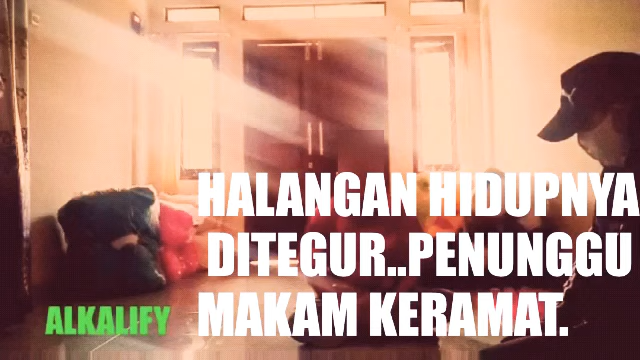 HALANGAN HIDUPNYA
DITEGUR..PENUNGGU
MAKAM KERAMAT.
ALKALIFY